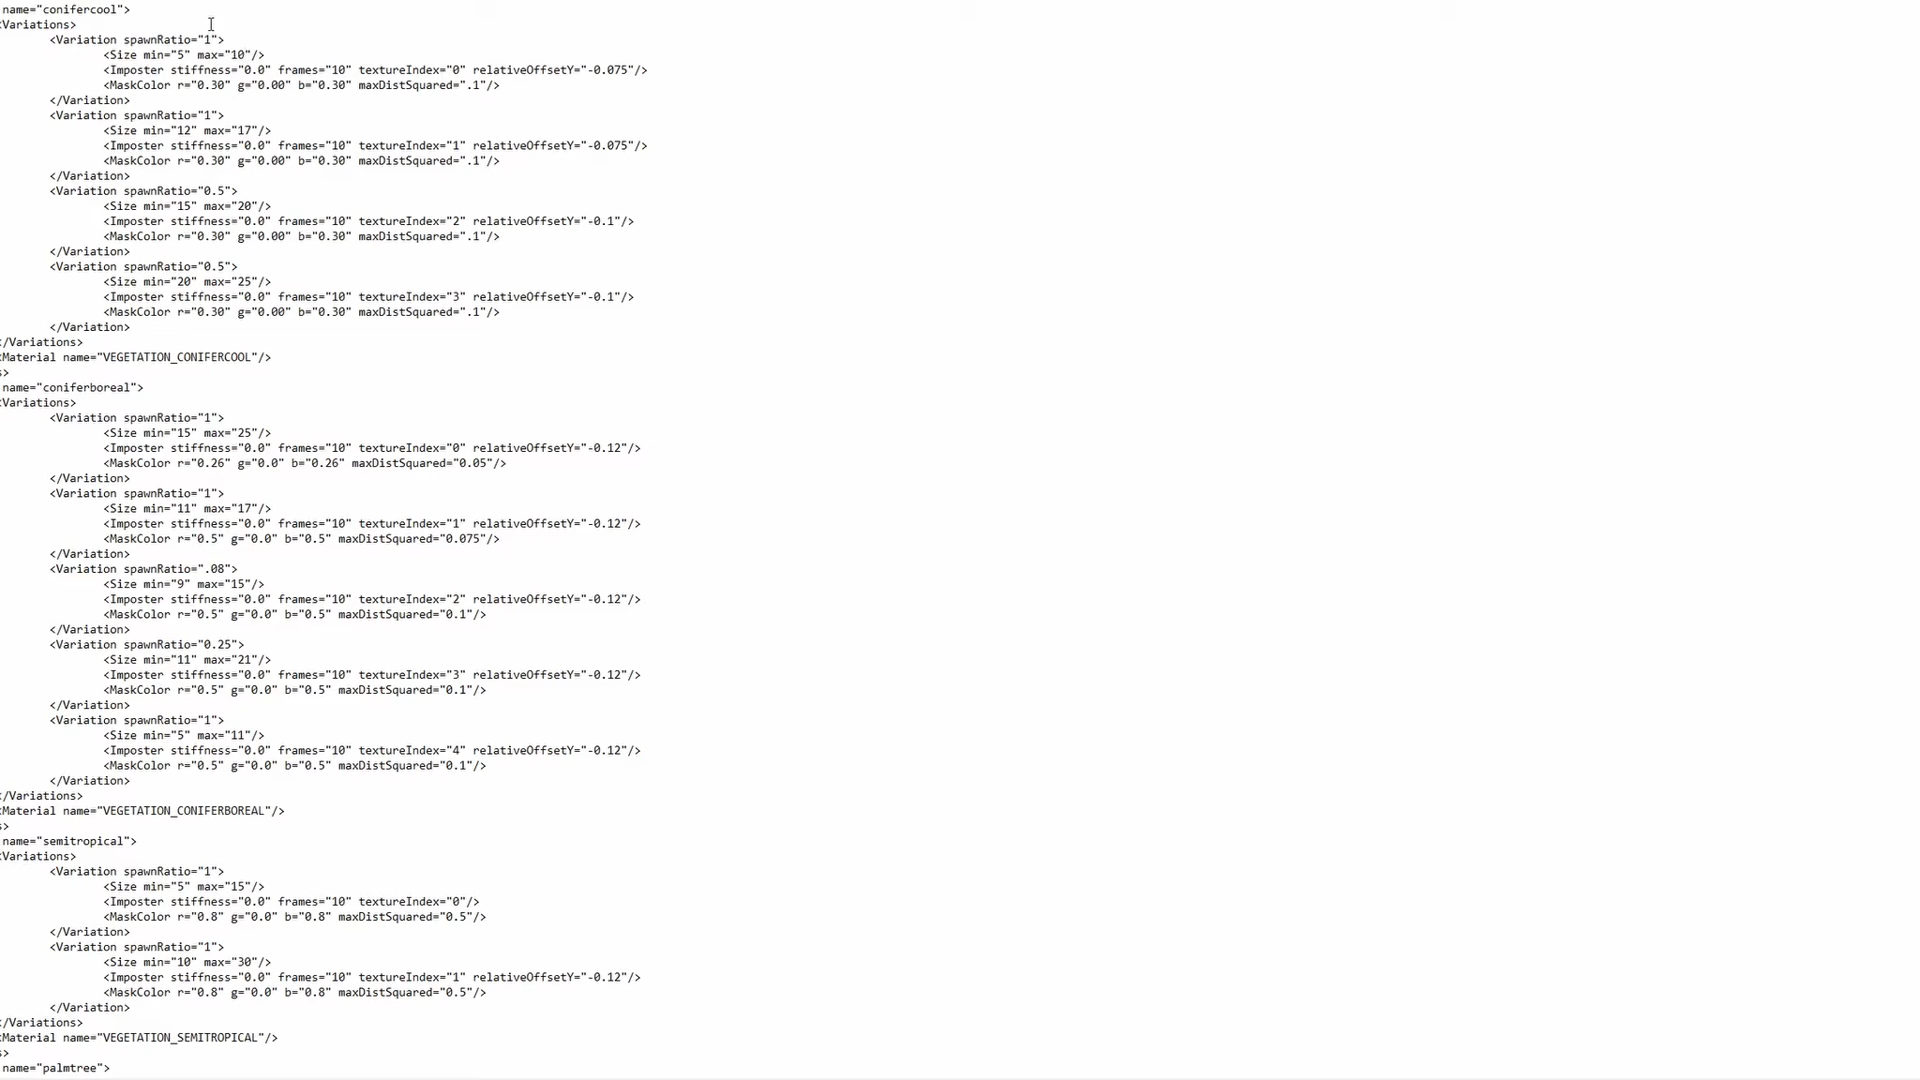 name="conifercool">
<Variations>
<Variation spawnRatio="1">
<Size min="5" max="10"/>
<Imposter stiffness="0.0" frames="10" textureIndex="0" relativeOffsetY="-0.075"/>
<MaskColor r="0.30" g="0.00" b="0.30" maxDistSquared=".1"/>
</Variation>
<Variation spawnRatio="1">
<Size min="12" max="17"/>
<Imposter stiffness="0.0" frames="10" textureIndex="1" relativeOffsetY="-0.075"/>
<MaskColor r="0.30" g="0.00" b="0.30" maxDistSquared=".1"/>
</Variation>
<Variation spawnRatio="0.5">
<Size min="15" max="20"/>
<Imposter stiffness="0.0" frames="10" textureIndex="2" relativeOffsetY="-0.1"/>
<MaskColor r="0.30" g="0.00" b="0.30" maxDistSquared=".1"/>
</Variation>
<Variation spawnRatio="0.5">
<Size min="20" max="25"/>
<Imposter stiffness="0.0" frames="10" textureIndex="3" relativeOffsetY="-0.1"/>
<MaskColor r="0.30" g="0.00" b="0.30" maxDistSquared=".1"/>
</Variation>
</Variations>
<Material name="VEGETATION_CONIFERCOOL"/>
s>
name="coniferboreal">
<Variations>
<Variation spawnRatio="1">
<Size min="15" max="25"/>
<Imposter stiffness="0.0" frames="10" textureIndex="0" relativeOffsetY="-0.12"/>
<MaskColor r="0.26" g="0.0" b="0.26" maxDistSquared="0.05"/>
</Variation>
<Variation spawnRatio="1">
<Size min="11" max="17"/>
<Imposter stiffness="0.0" frames="10" textureIndex="1" relativeOffsetY="-0.12"/>
<MaskColor r="0.5" g="0.0" b="0.5" maxDistSquared="0.075"/>
</Variation>
<Variation spawnRatio=".08">
<Size min="9" max="15"/>
<Imposter stiffness="0.0" frames="10" textureIndex="2" relativeOffsetY="-0.12"/>
<MaskColor r="0.5" g="0.0" b="0.5" maxDistSquared="0.1"/>
</Variation>
<Variation spawnRatio="0.25">
<Size min="11" max="21"/>
<Imposter stiffness="0.0" frames="10" textureIndex="3" relativeOffsetY="-0.12"/>
<MaskColor r="0.5" g="0.0" b="0.5" maxDistSquared="0.1"/>
</Variation>
<Variation spawnRatio="1">
<Size min="5" max="11"/>
<Imposter stiffness="0.0" frames="10" textureIndex="4" relativeOffsetY="-0.12"/>
<MaskColor r="0.5" g="0.0" b="0.5" maxDistSquared="0.1"/>
</Variation>
</Variations>
<Material name="VEGETATION_CONIFERBOREAL"/>
s>
name="semitropical">
<Variations>
<Variation spawnRatio="1">
<Size min="5" max="15"/>
<Imposter stiffness="0.0" frames="10" textureIndex="0"/>
<MaskColor r="0.8" g="0.0" b="0.8" maxDistSquared="0.5"/>
</Variation>
<Variation spawnRatio="1">
<Size min="10" max="30"/>
<Imposter stiffness="0.0" frames="10" textureIndex="1" relativeOffsetY="-0.12"/>
<MaskColor r="0.8" g="0.0" b="0.8" maxDistSquared="0.5"/>
</Variation>
</Variations>
<Material name="VEGETATION_SEMITROPICAL"/>
s>
name="palmtree">